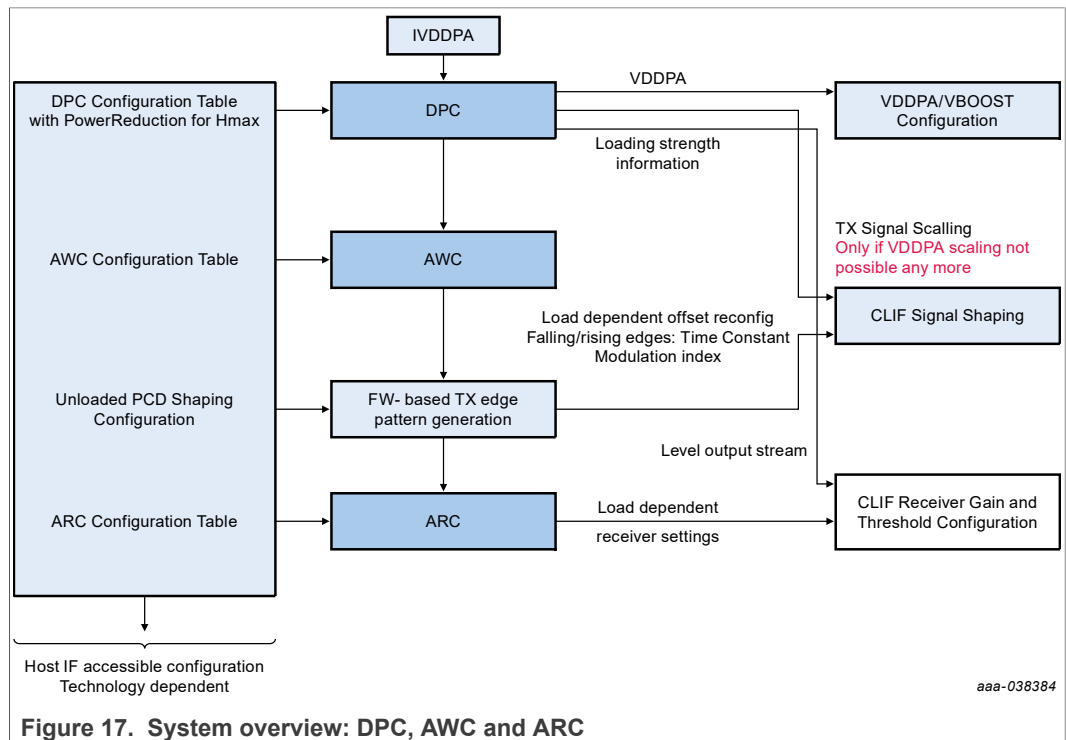 IVDDPA
DPC Configuration Table
with PowerReduction for Hmax
DPC
VDDPA
VDDPA/VBOOST
Configuration
Loading strength
information
TX Signal Scalling
Only if VDDPA scaling not
possible any more
AWC Configuration Table
AWC
CLIF Signal Shaping
Load dependent offset reconfig
Falling/rising edges: Time Constant
Modulation index
Unloaded PCD Shaping
Configuration
FW- based TX edge
pattern generation
Level output stream
ARC Configuration Table
ARC
Load dependent
receiver settings
CLIF Receiver Gain and
Threshold Configuration
Host IF accessible configuration
Technology dependent
aaa-038384
Figure 17. System overview: DPC, AWC and ARC